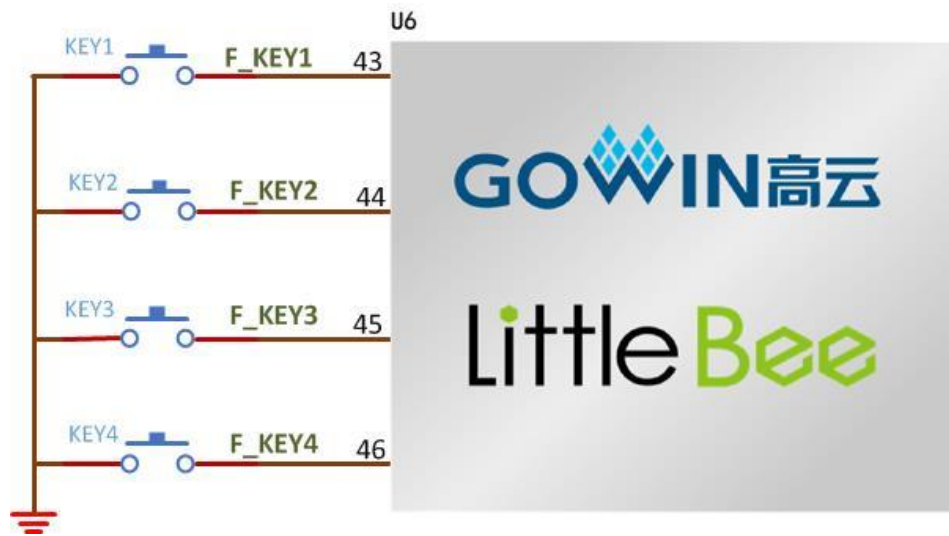 U6
KEY1 F_KEY1 43
KEY2 F_KEY2 44
GOWIN高云
KEY3 F_KEY3 45
LittleBee
KEY4 F_KEY4 46